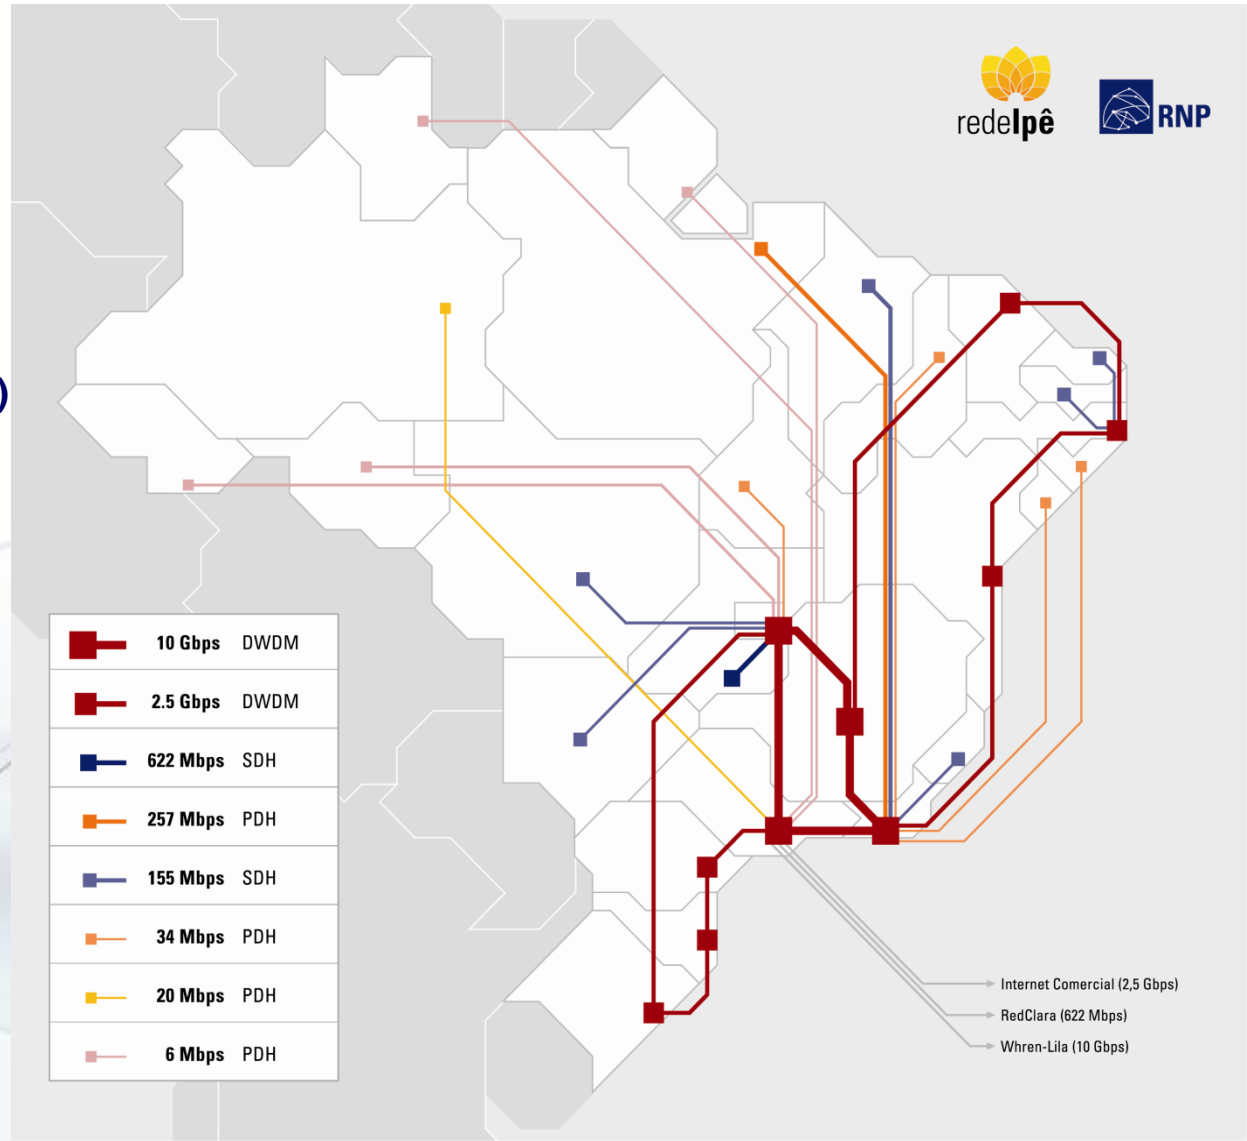 redeIpê
RNP
)
10 Gbps DWDM
2.5 Gbps DWDM
622 Mbps SDH
257 Mbps PDH
155 Mbps SDH
34 Mbps PDH
20 Mbps PDH
6 Mbps PDH
Internet Comercial (2,5 Gbps)
RedClara (622 Mbps)
Whren-Lila (10 Gbps)